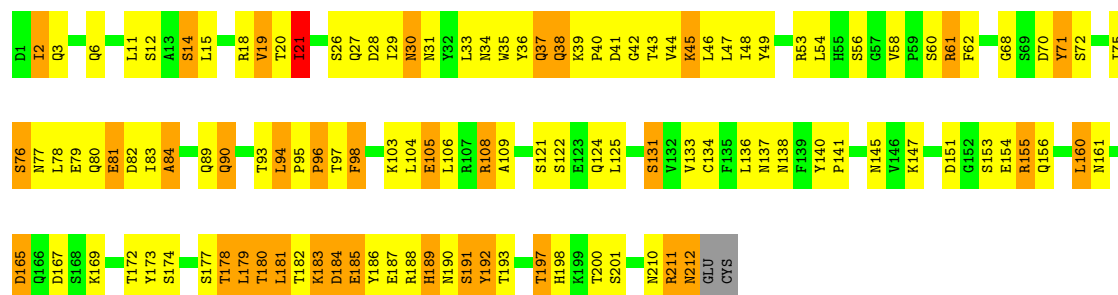 D1 I2 Q3 Q6 L11 S12 A13 S14 L15 R18 V19 T20 I21 S26 Q27 D28 I29 N30 N31 Y32 L33 N34 W35 Y36 Q37 Q38 K39 P40 D41 G42 T43 V44 K45 L46 L47 I48 Y49 R53 L54 H55 S56 G57 V58 P59 S60 R61 F62 G68 S69 D70 Y71 S72 I75
S76 N77 L78 E79 Q80 E81 D82 I83 A84 Q89 Q90 T93 L94 P95 P96 T97 F98 K103 L104 E105 L106 R107 R108 A109 S121 S122 E123 Q124 L125 S131 V132 V133 C134 F135 L136 N137 N138 F139 Y140 P141 N145 V146 K147 D151 G152 S153 E154 R155 Q156 L160 N161
D165 Q166 D167 S168 K169 T172 Y173 S174 S177 T178 L179 T180 L181 T182 K183 D184 E185 Y186 E187 R188 H189 N190 S191 Y192 T193 T197 H198 K199 T200 S201 N210 R211 N212 GLU CYS